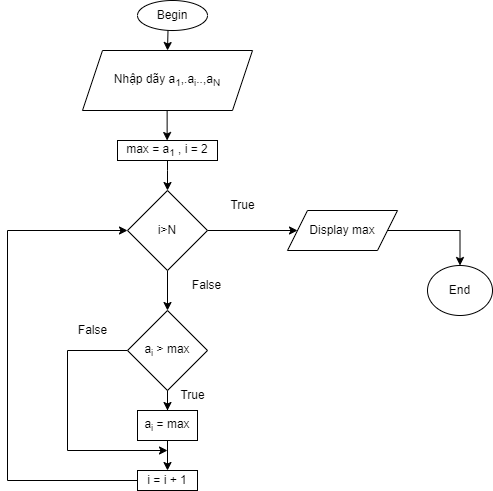 Begin
Nhập dãy a₁,.aᵢ..,a_N
max = a₁ , i = 2
True
i>N
Display max
False
End
False
aᵢ > max
True
aᵢ = max
i = i + 1